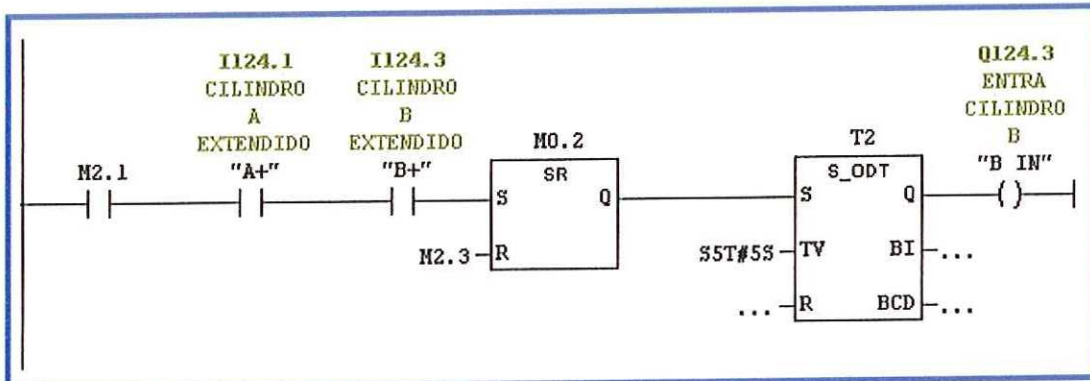 I124.1
CILINDRO
A
EXTENDIDO
"A+"
I124.3
CILINDRO
B
EXTENDIDO
"B+"
Q124.3
ENTRA
CILINDRO
B
"B IN"
M2.1
M0.2
SR
S Q
M2.3 R
T2
S_ODT
S Q
S5T#5S TV BI ...
... R BCD ...